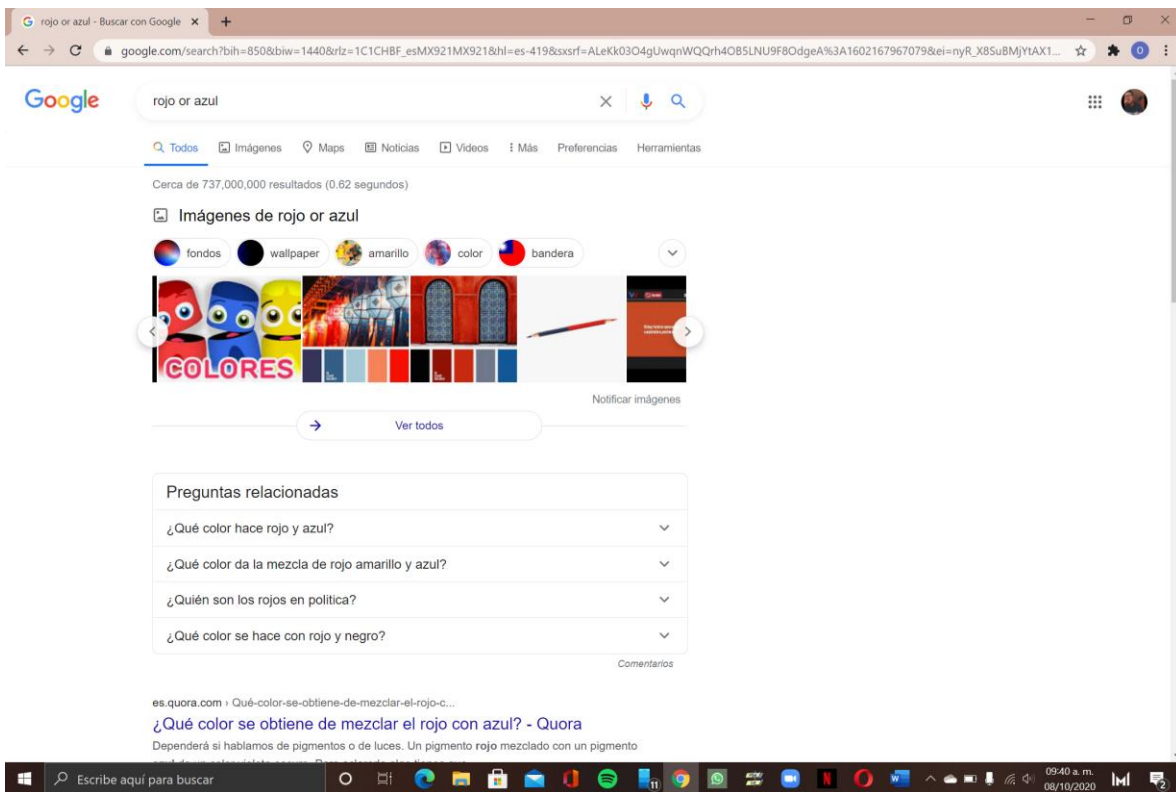 rojo or azul - Buscar con Google
google.com/search?bih=850&biw=1440&rlz=1C1CHBF_esMX921MX921&hl=es-419&sxsrf=ALeKk03O4gUwqnWQQrh4OB5LNU9F8OdgeA%3A1602167967079&ei=nyR_X8SuBMjYtAX1...
O
Google
rojo or azul
Todos Imágenes Maps Noticias Videos Más Preferencias Herramientas
Cerca de 737,000,000 resultados (0.62 segundos)
Imágenes de rojo or azul
fondos wallpaper amarillo color bandera
COLORES
Notificar imágenes
Ver todos
Preguntas relacionadas
¿Qué color hace rojo y azul?
¿Qué color da la mezcla de rojo amarillo y azul?
¿Quién son los rojos en politica?
¿Qué color se hace con rojo y negro?
Comentarios
es.quora.com › Qué-color-se-obtiene-de-mezclar-el-rojo-c...
¿Qué color se obtiene de mezclar el rojo con azul? - Quora
Dependerá si hablamos de pigmentos o de luces. Un pigmento rojo mezclado con un pigmento
Escribe aquí para buscar
11
09:40 a. m.
08/10/2020
2